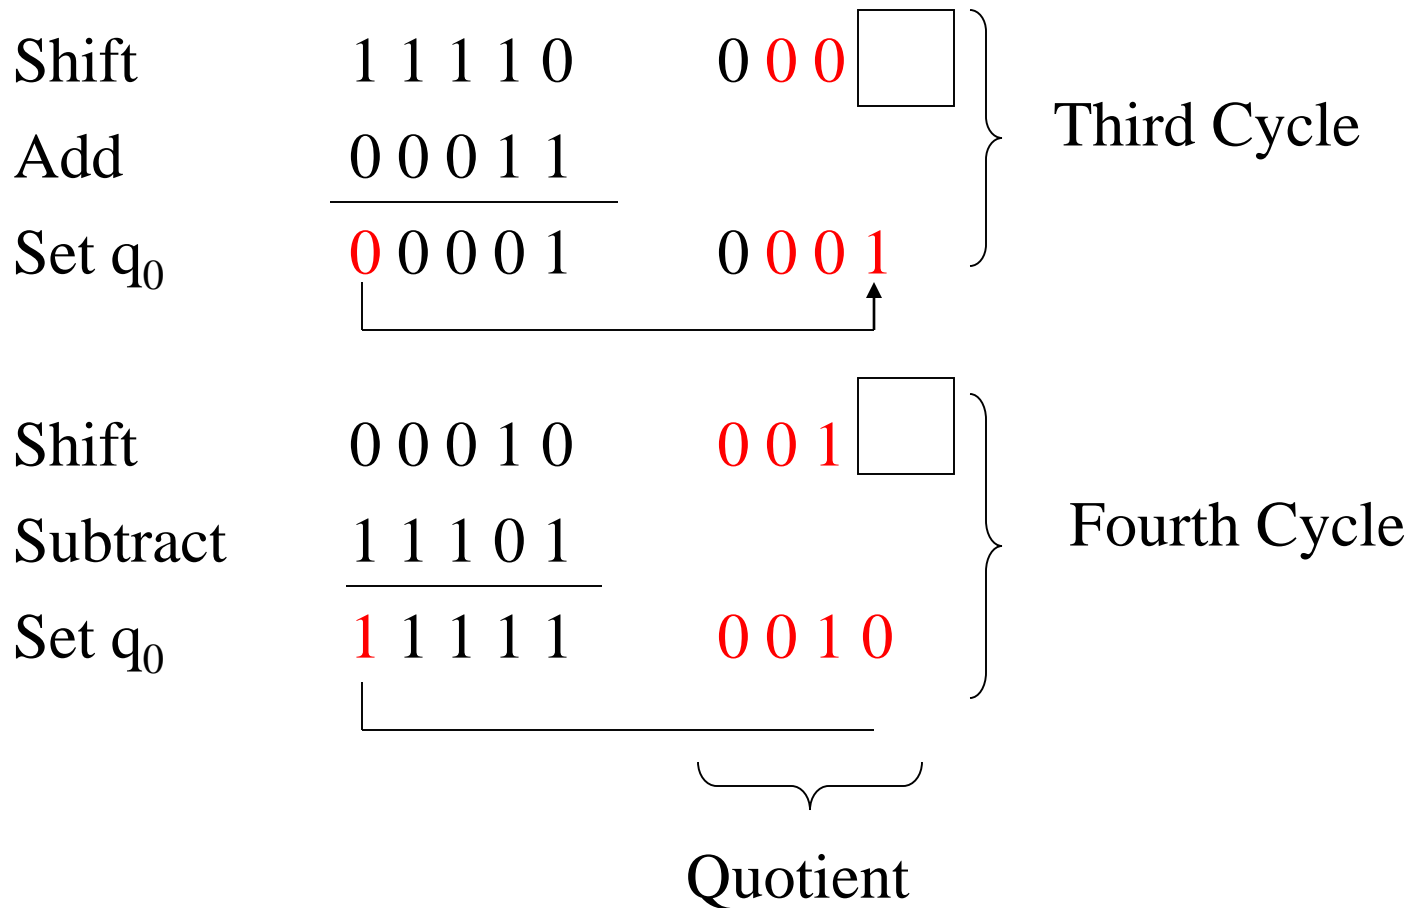 Shift 1 1 1 1 0 0 0 0
Third Cycle
Add 0 0 0 1 1
Set q₀ 0 0 0 0 1 0 0 0 1
Shift 0 0 0 1 0 0 0 1
Fourth Cycle
Subtract 1 1 1 0 1
Set q₀ 1 1 1 1 1 0 0 1 0
Quotient